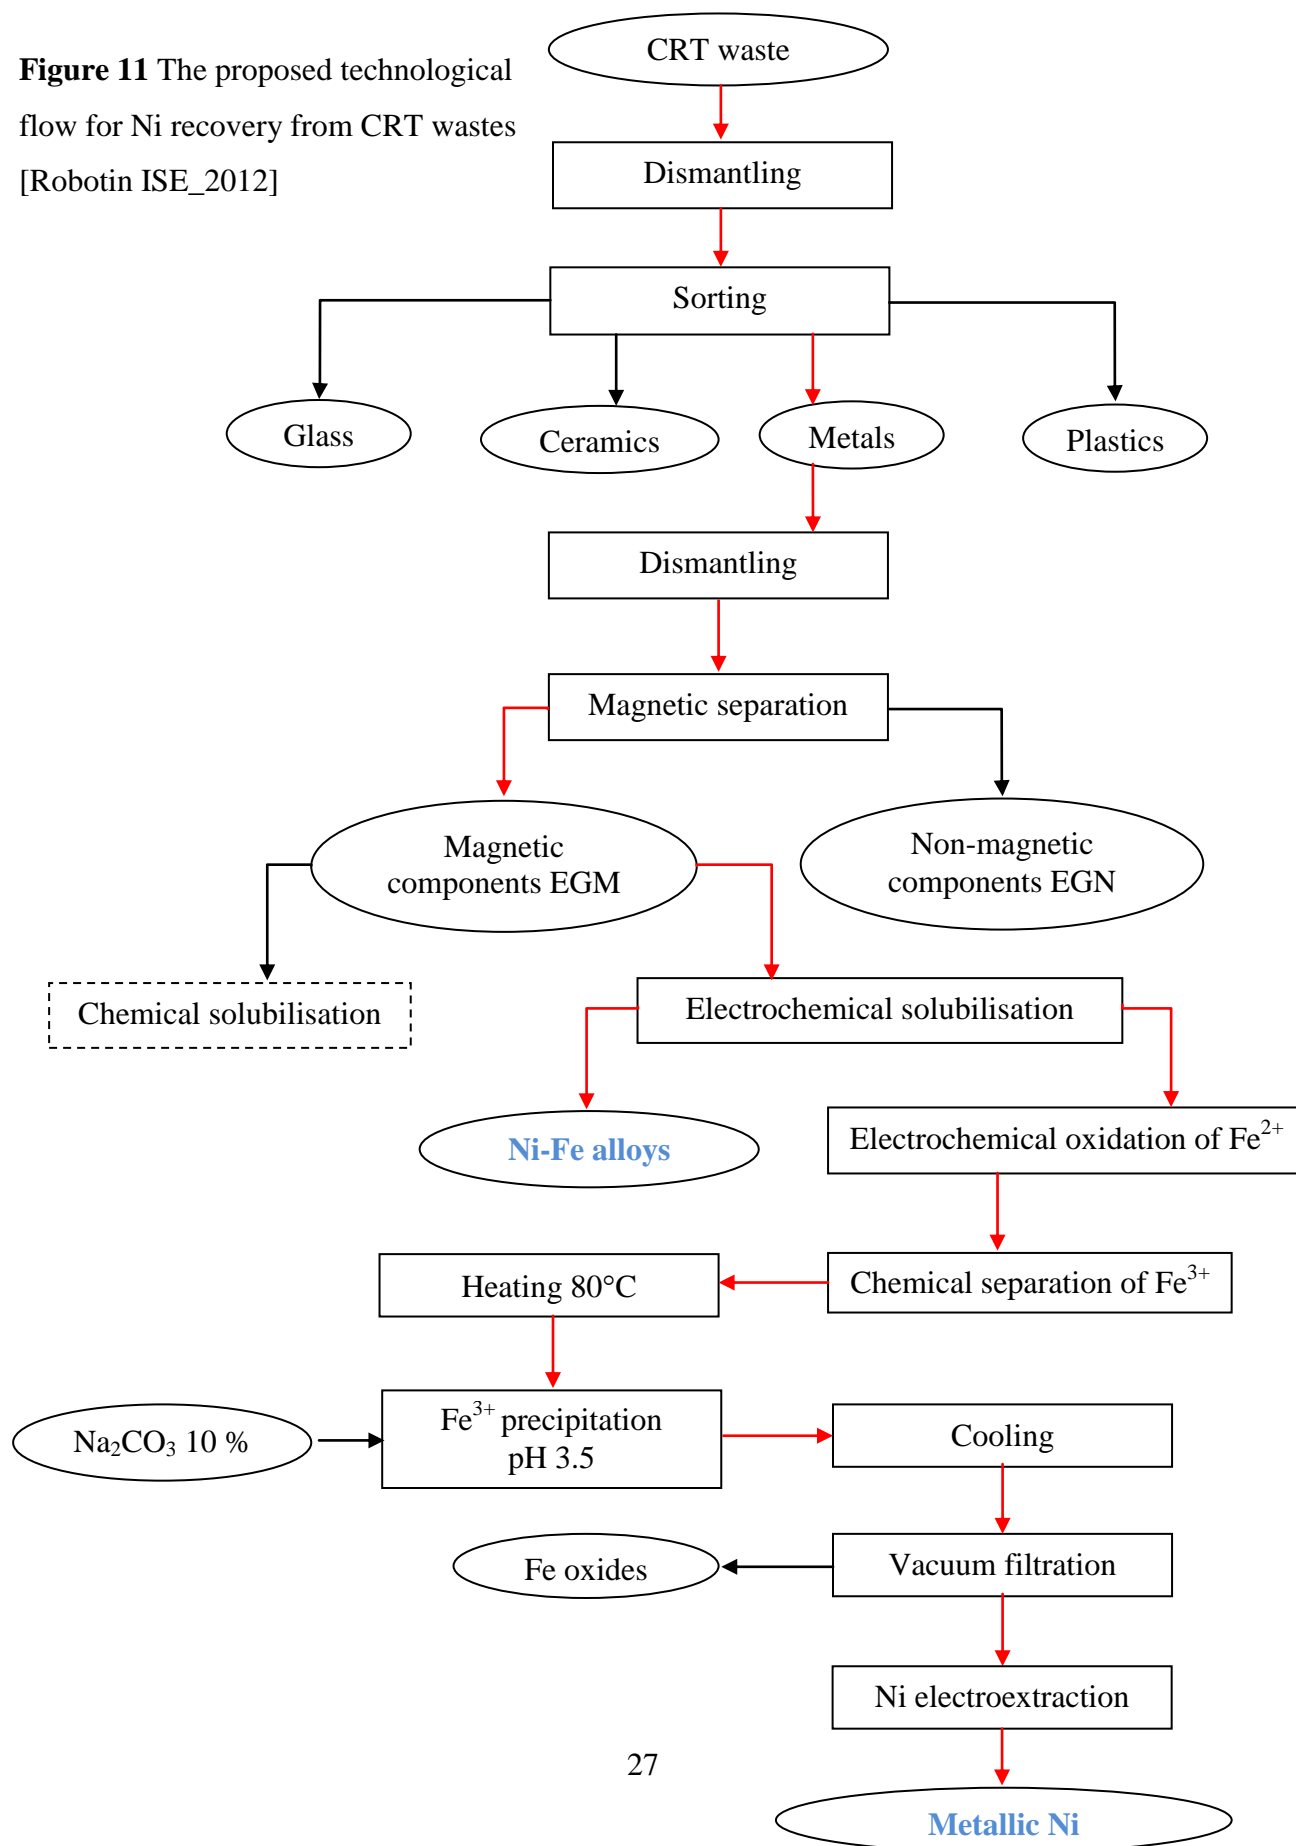 CRT waste
Figure 11 The proposed technological
flow for Ni recovery from CRT wastes
[Robotin ISE_2012]
Dismantling
Sorting
Glass
Ceramics
Metals
Plastics
Dismantling
Magnetic separation
Magnetic
components EGM
Non-magnetic
components EGN
Chemical solubilisation
Electrochemical solubilisation
Ni-Fe alloys
Electrochemical oxidation of Fe²⁺
Heating 80°C
Chemical separation of Fe³⁺
Na₂CO₃ 10 %
Fe³⁺ precipitation
pH 3.5
Cooling
Fe oxides
Vacuum filtration
Ni electroextraction
27
Metallic Ni